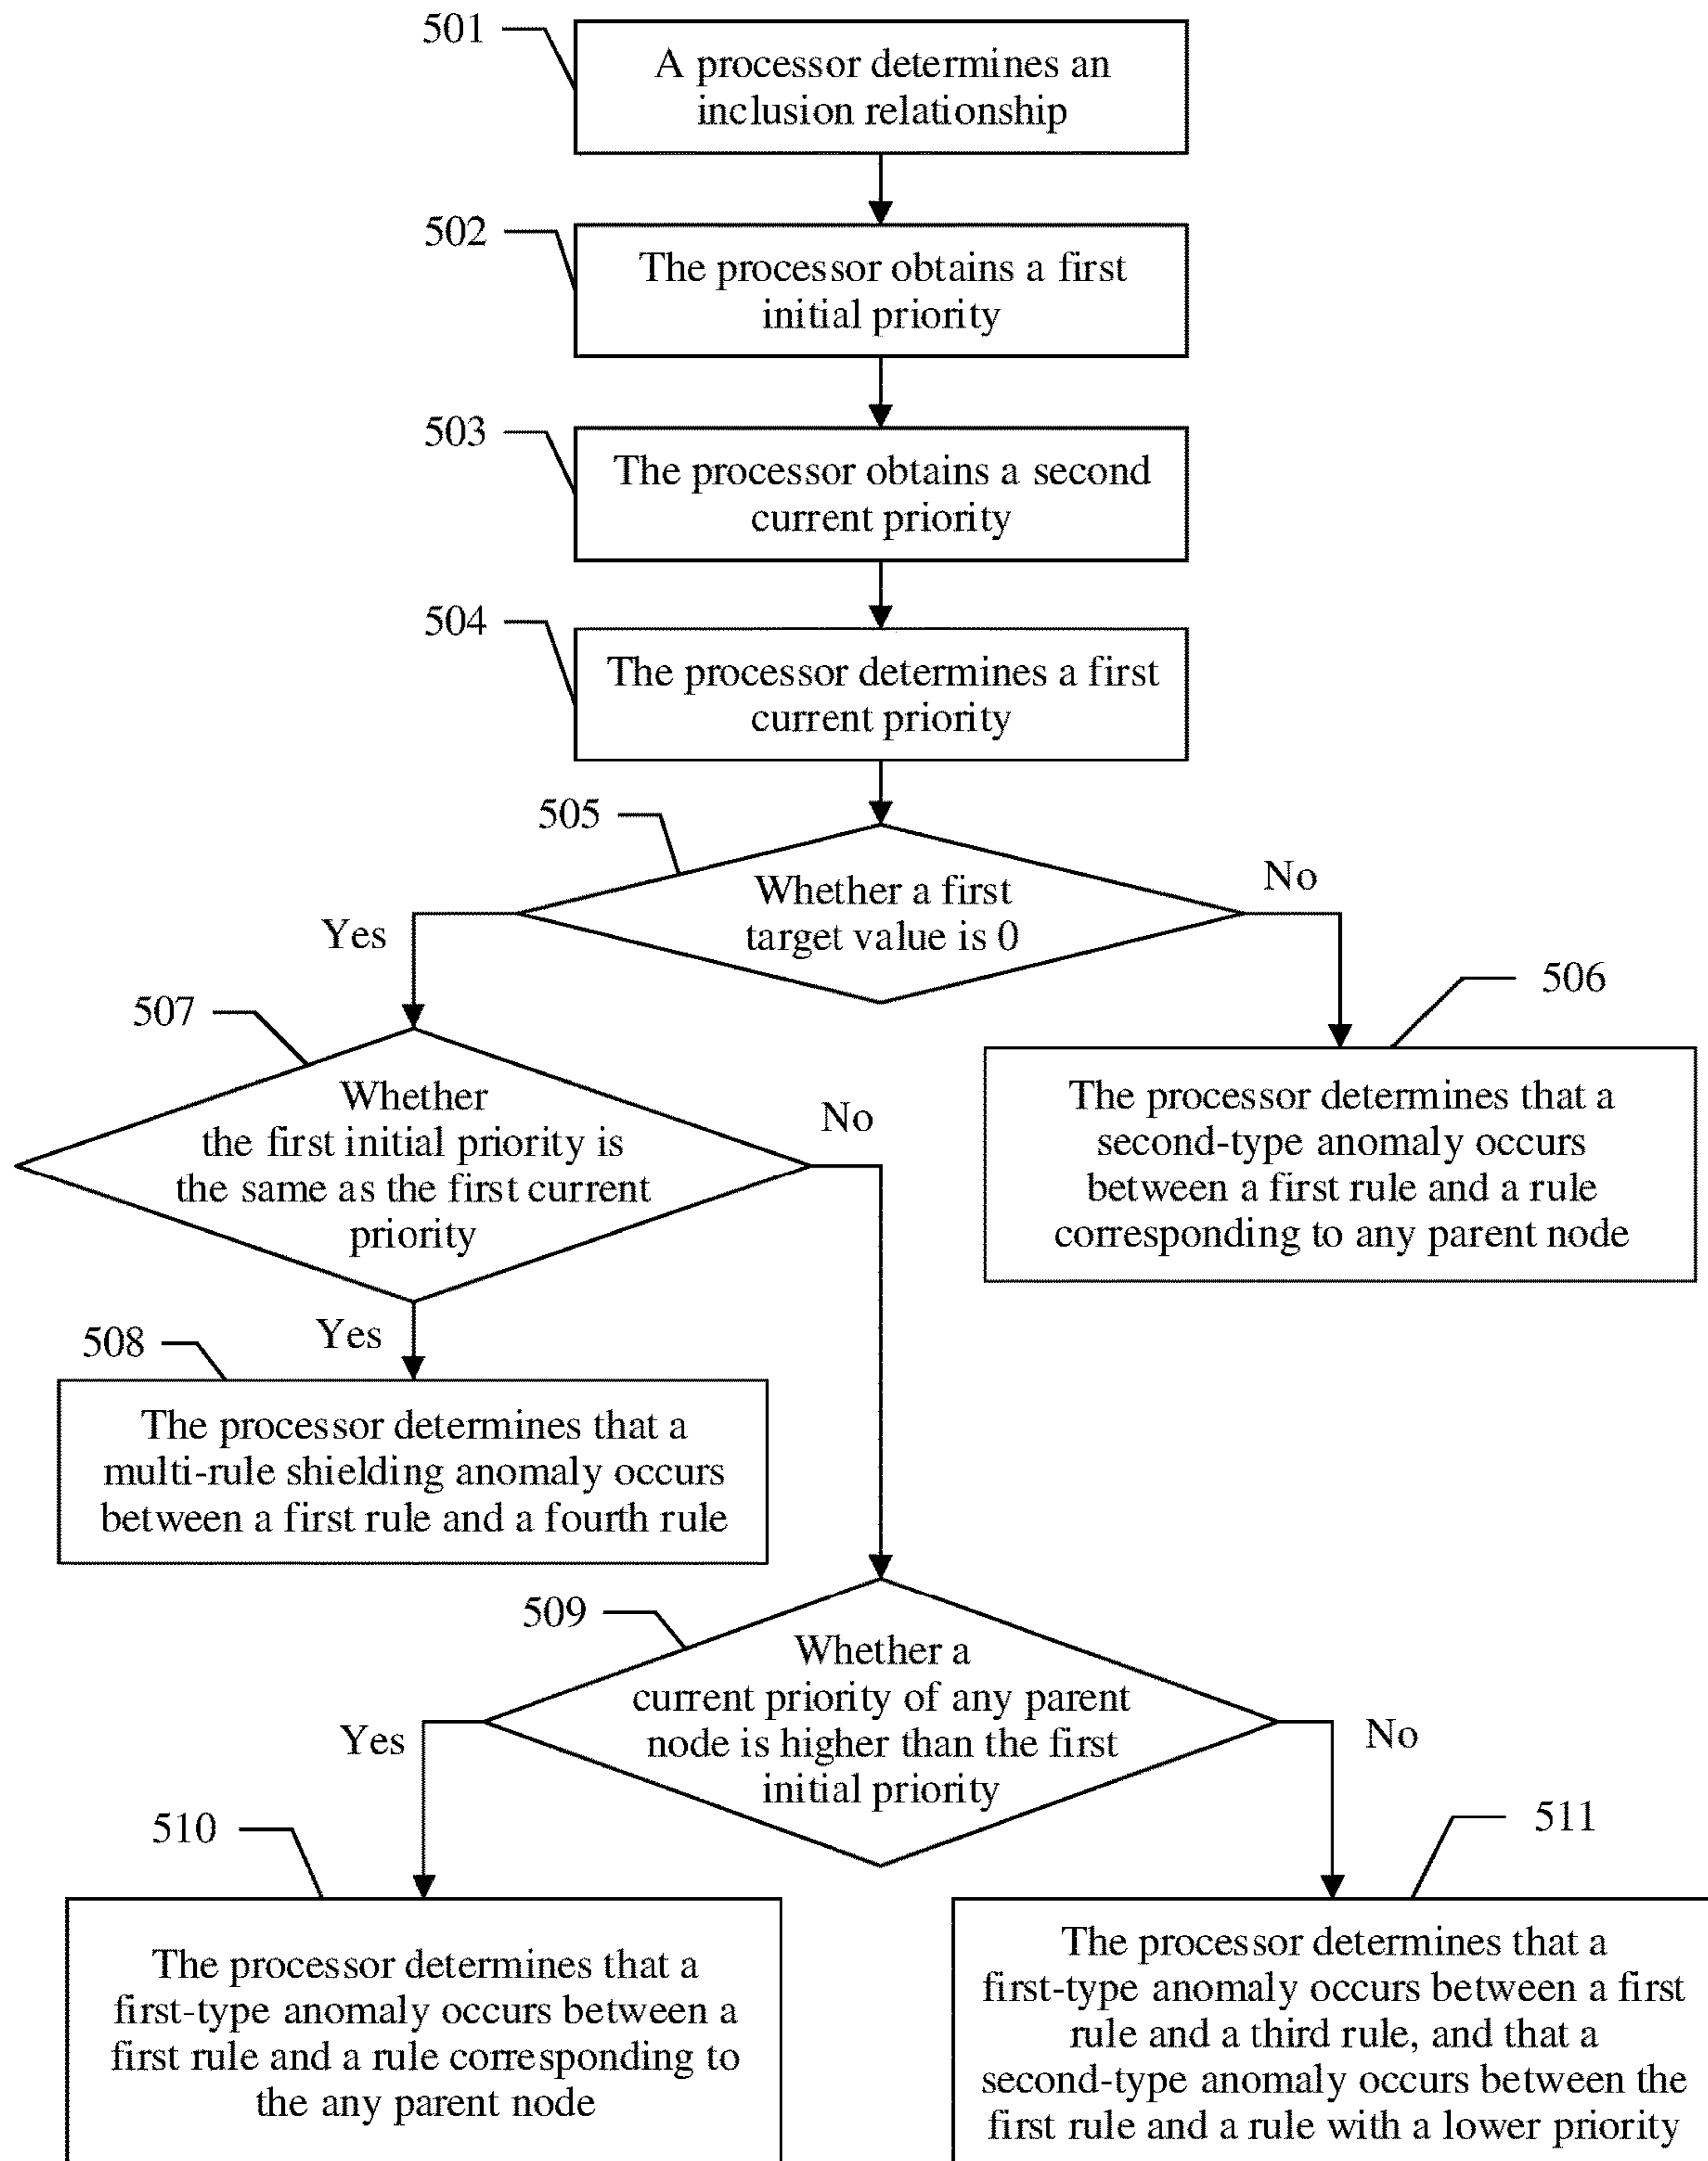 501
A processor determines an
inclusion relationship
502
The processor obtains a first
initial priority
503
The processor obtains a second
current priority
504
The processor determines a first
current priority
505
Whether a first
target value is 0
Yes
No
506
The processor determines that a
second-type anomaly occurs
between a first rule and a rule
corresponding to any parent node
507
Whether
the first initial priority is
the same as the first current
priority
No
Yes
508
The processor determines that a
multi-rule shielding anomaly occurs
between a first rule and a fourth rule
509
Whether a
current priority of any parent
node is higher than the first
initial priority
Yes
No
510
The processor determines that a
first-type anomaly occurs between a
first rule and a rule corresponding to
the any parent node
511
The processor determines that a
first-type anomaly occurs between a first
rule and a third rule, and that a
second-type anomaly occurs between the
first rule and a rule with a lower priority